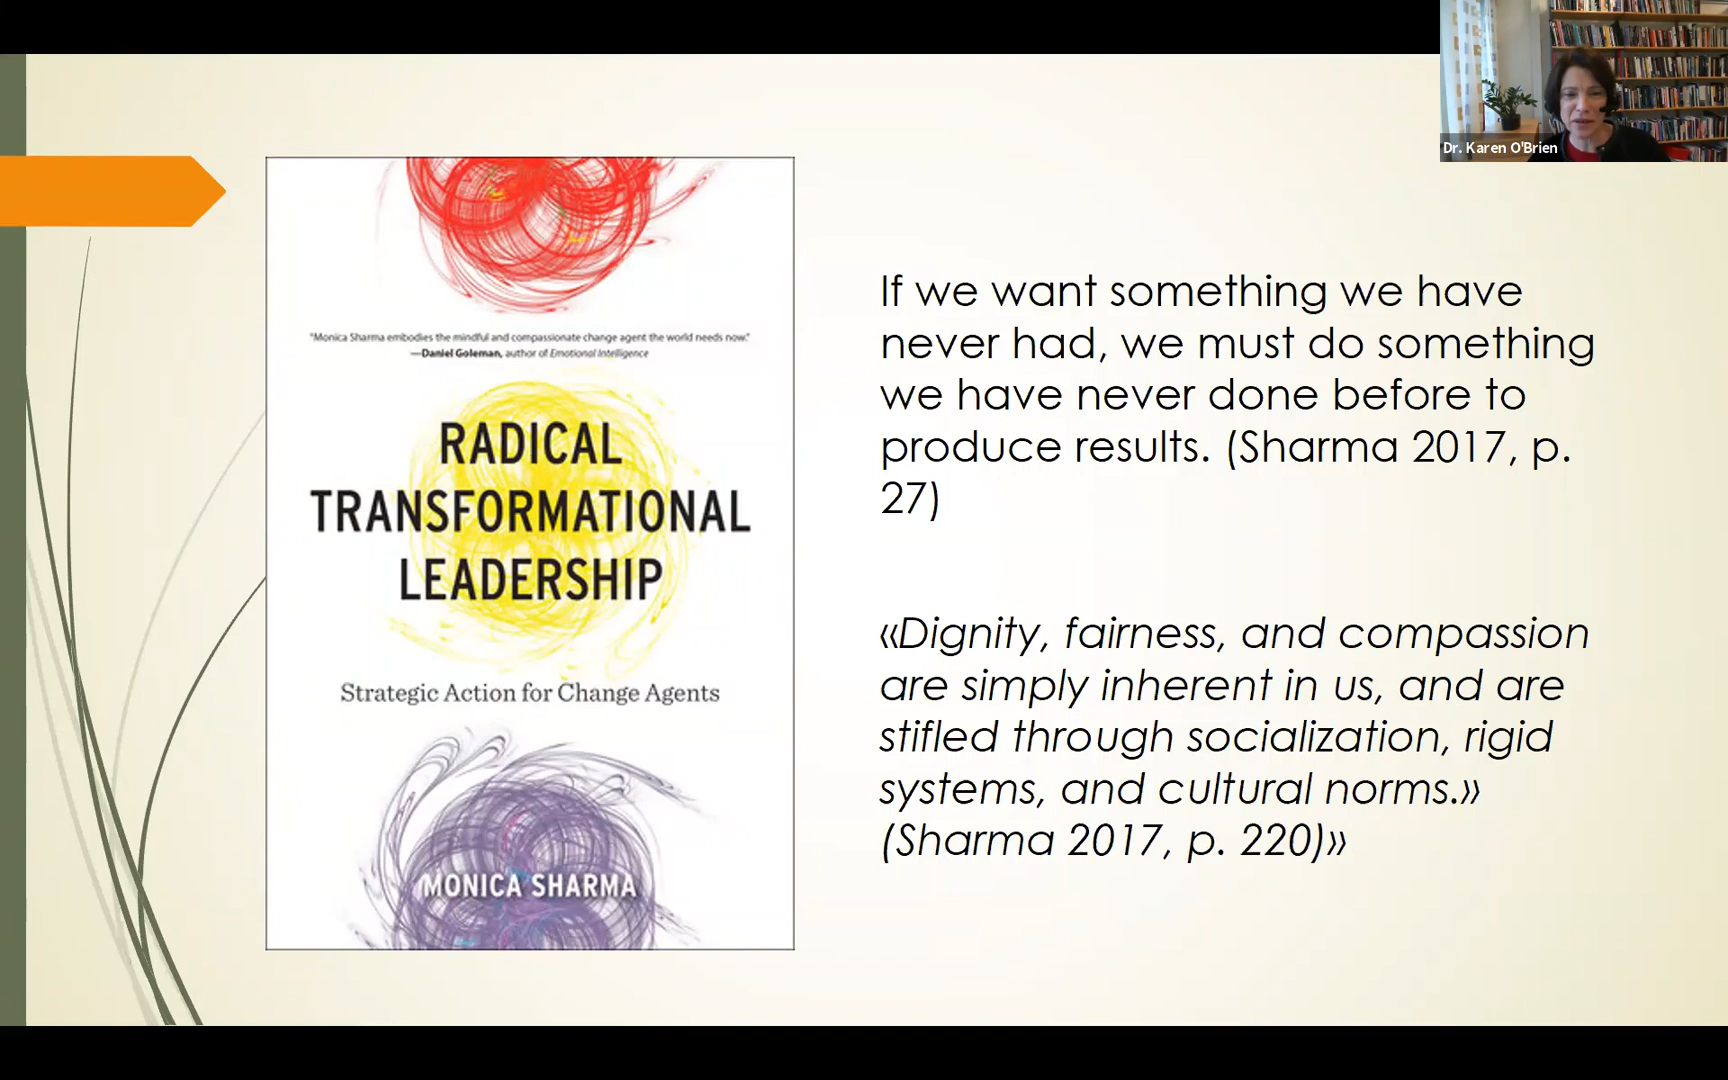 Dr. Karen O'Brien
"Monica Sharma embodies the mindful and compassionate change agent the world needs now."
—Daniel Goleman, author of Emotional Intelligence
RADICAL
TRANSFORMATIONAL
LEADERSHIP
Strategic Action for Change Agents
MONICA SHARMA
If we want something we have
never had, we must do something
we have never done before to
produce results. (Sharma 2017, p.
27)
«Dignity, fairness, and compassion
are simply inherent in us, and are
stifled through socialization, rigid
systems, and cultural norms.»
(Sharma 2017, p. 220)»